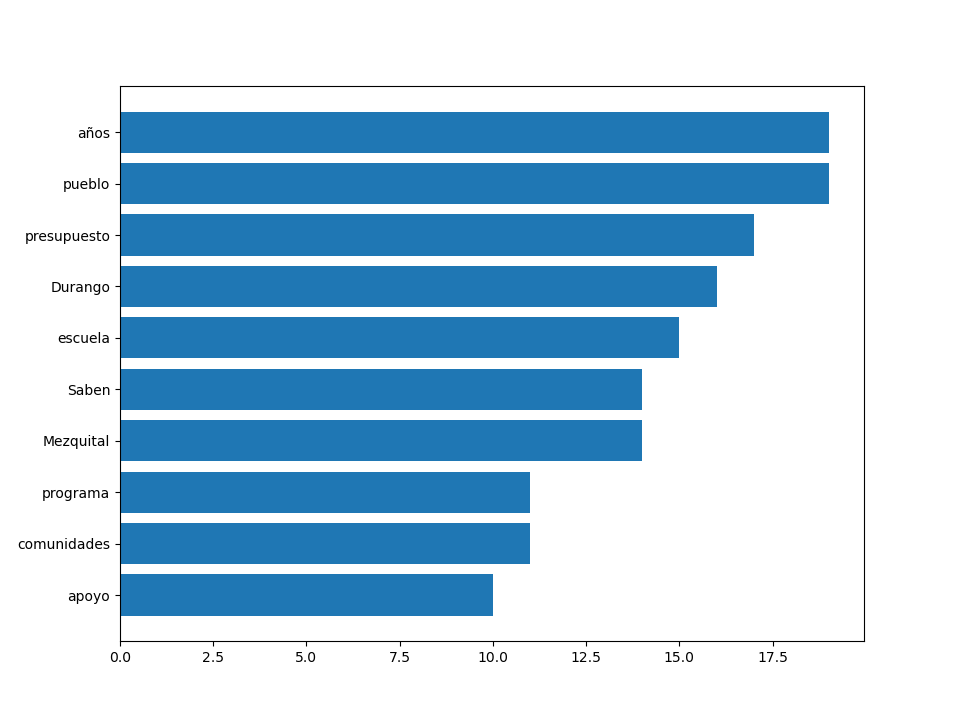 años
pueblo
presupuesto
Durango
escuela
Saben
Mezquital
programa
comunidades
apoyo
0.0 2.5 5.0 7.5 10.0 12.5 15.0 17.5